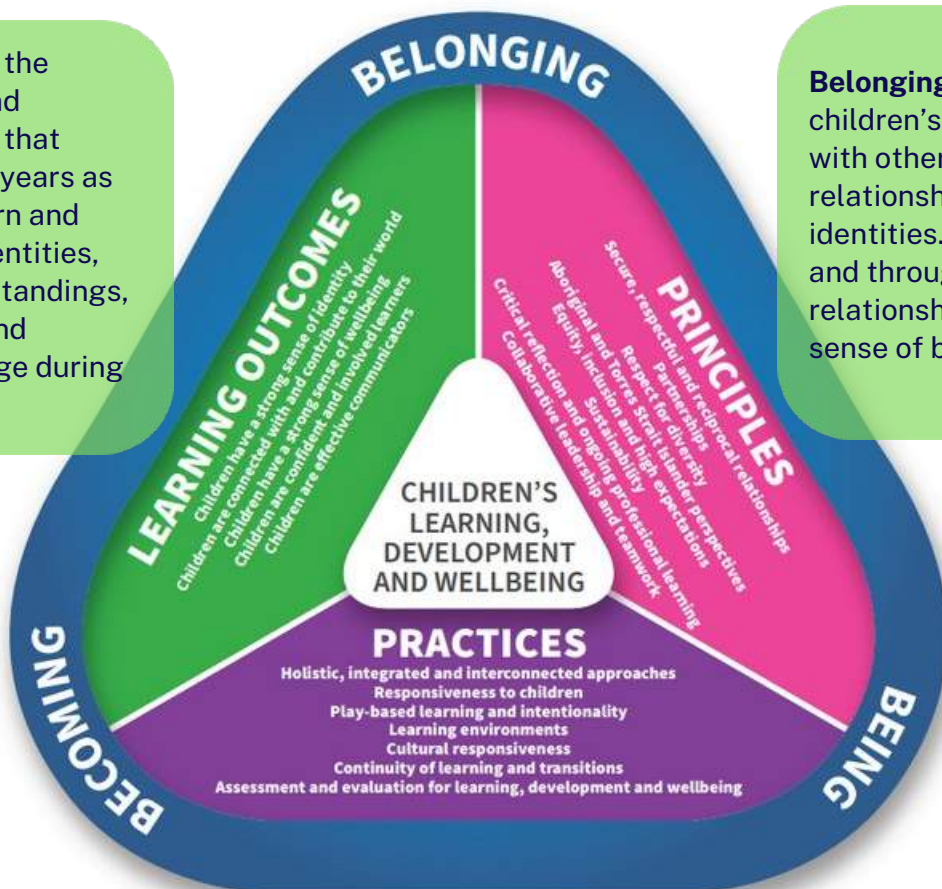 the
nd
that
years as
rn and
entities,
standings,
nd
ge during
BELONGING
Belonging
children's
with other
relationsh
identities.
and throug
relationsh
sense of b
LEARNING OUTCOMES
Children have a strong sense of identity
Children are connected with and contribute to their world
Children have a strong sense of wellbeing
Children are confident and involved learners
Children are effective communicators
PRINCIPLES
Secure, respectful and reciprocal relationships
Partnerships
Respect for diversity
Aboriginal and Torres Strait Islander perspectives
Equity, inclusion and high expectations
Sustainability
Critical reflection and ongoing professional learning
Collaborative leadership and teamwork
CHILDREN'S
LEARNING,
DEVELOPMENT
AND WELLBEING
PRACTICES
Holistic, integrated and interconnected approaches
Responsiveness to children
Play-based learning and intentionality
Learning environments
Cultural responsiveness
Continuity of learning and transitions
Assessment and evaluation for learning, development and wellbeing
BECOMING
BEING